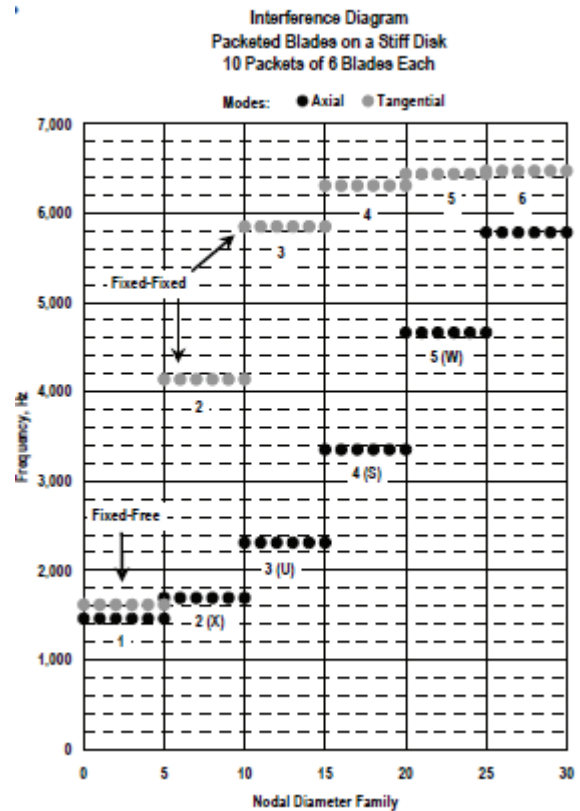 Interference Diagram
Packeted Blades on a Stiff Disk
10 Packets of 6 Blades Each
Modes: Axial Tangential
7,000
6,000
5,000
4,000
3,000
2,000
1,000
0
Frequency, Hz
6
5
4
3
Fixed-Fixed
5 (W)
2
4 (S)
Fixed-Free
3 (U)
2 (X)
1
0 5 10 15 20 25 30
Nodal Diameter Family